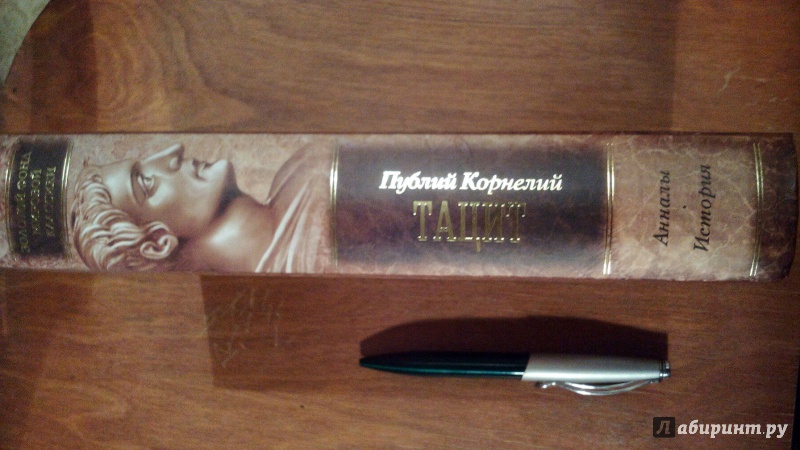 Публий Корнелий
ТАЦИТ
Анналы
•
История
Лабиринт.ру